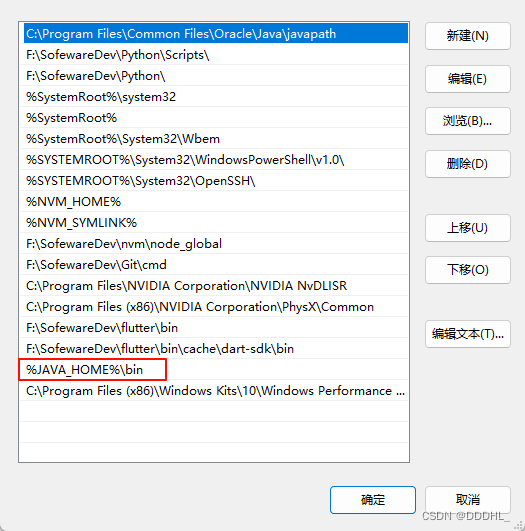 C:\Program Files\Common Files\Oracle\Java\javapath
F:\SofewareDev\Python\Scripts\
F:\SofewareDev\Python\
%SystemRoot%\system32
%SystemRoot%
%SystemRoot%\System32\Wbem
%SYSTEMROOT%\System32\WindowsPowerShell\v1.0\
%SYSTEMROOT%\System32\OpenSSH\
%NVM_HOME%
%NVM_SYMLINK%
F:\SofewareDev\nvm\node_global
F:\SofewareDev\Git\cmd
C:\Program Files\NVIDIA Corporation\NVIDIA NvDLISR
C:\Program Files (x86)\NVIDIA Corporation\PhysX\Common
F:\SofewareDev\flutter\bin
F:\SofewareDev\flutter\bin\cache\dart-sdk\bin
%JAVA_HOME%\bin
C:\Program Files (x86)\Windows Kits\10\Windows Performance ...
新建(N)
编辑(E)
浏览(B)...
删除(D)
上移(U)
下移(O)
编辑文本(T)...
确定
取消
CSDN @DDDHL_